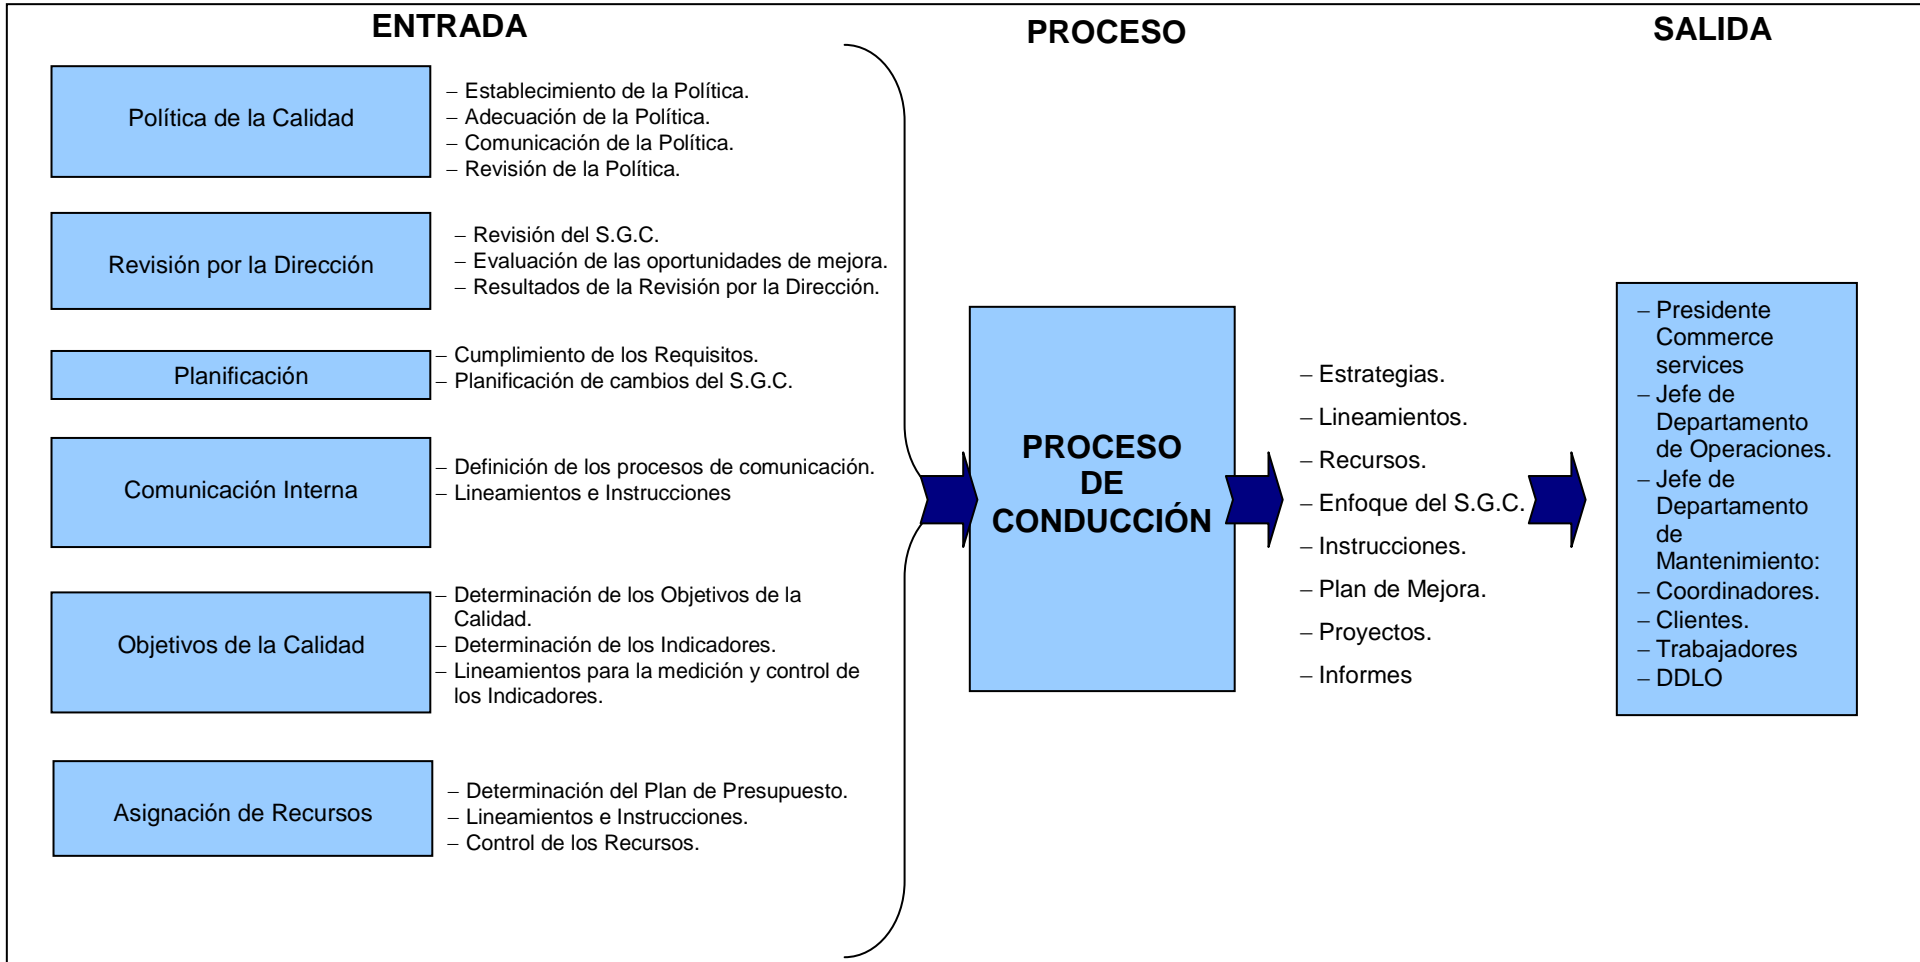 ENTRADA
PROCESO
SALIDA
Política de la Calidad
– Establecimiento de la Política.
– Adecuación de la Política.
– Comunicación de la Política.
– Revisión de la Política.
Revisión por la Dirección
– Revisión del S.G.C.
– Evaluación de las oportunidades de mejora.
– Resultados de la Revisión por la Dirección.
Planificación
– Cumplimiento de los Requisitos.
– Planificación de cambios del S.G.C.
Comunicación Interna
– Definición de los procesos de comunicación.
– Lineamientos e Instrucciones
Objetivos de la Calidad
– Determinación de los Objetivos de la
Calidad.
– Determinación de los Indicadores.
– Lineamientos para la medición y control de
los Indicadores.
Asignación de Recursos
– Determinación del Plan de Presupuesto.
– Lineamientos e Instrucciones.
– Control de los Recursos.
PROCESO
DE
CONDUCCIÓN
– Estrategias.
– Lineamientos.
– Recursos.
– Enfoque del S.G.C.
– Instrucciones.
– Plan de Mejora.
– Proyectos.
– Informes
– Presidente
Commerce
services
– Jefe de
Departamento
de Operaciones.
– Jefe de
Departamento
de
Mantenimiento:
– Coordinadores.
– Clientes.
– Trabajadores
– DDLO